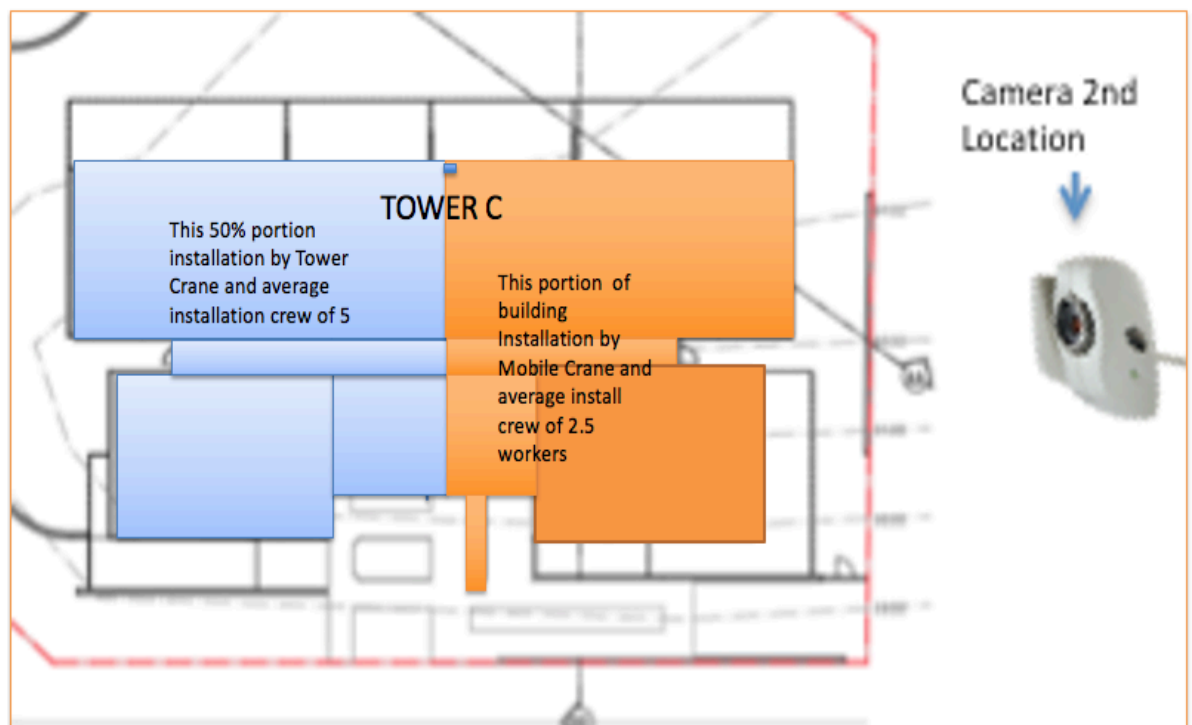 Camera 2nd
Location
TOWER C
This 50% portion
installation by Tower
Crane and average
installation crew of 5
This portion of
building
Installation by
Mobile Crane and
average install
crew of 2.5
workers